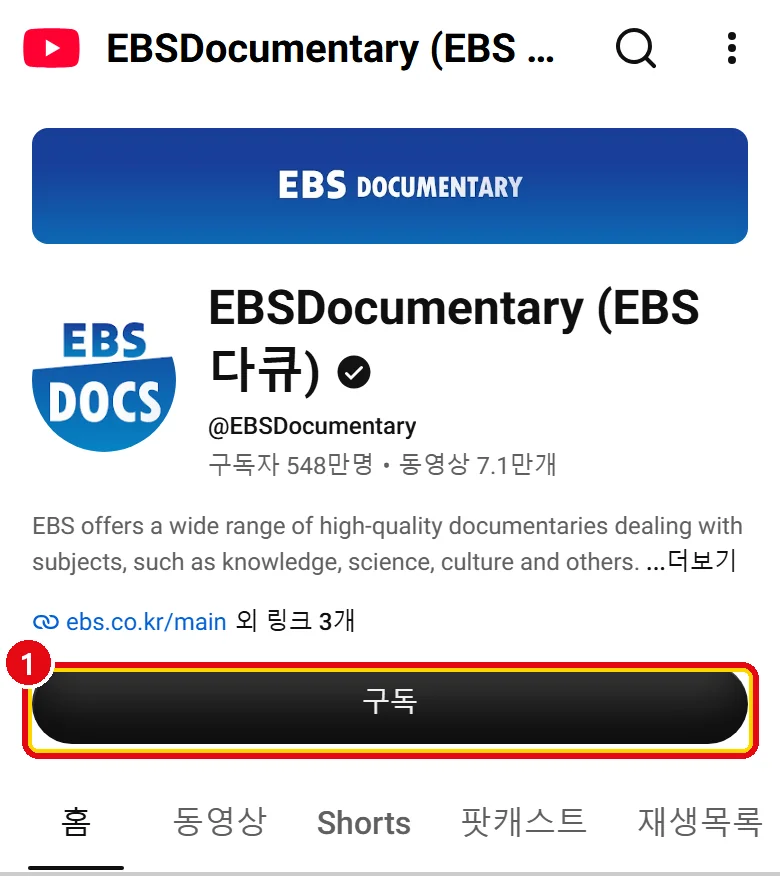 EBSDocumentary (EBS ...
EBS DOCUMENTARY
EBS
DOCS
EBSDocumentary (EBS
다큐)
@EBSDocumentary
구독자 548만명 • 동영상 7.1만개
EBS offers a wide range of high-quality documentaries dealing with
subjects, such as knowledge, science, culture and others. ...더보기
ebs.co.kr/main 외 링크 3개
1
구독
홈 동영상 Shorts 팟캐스트 재생목록